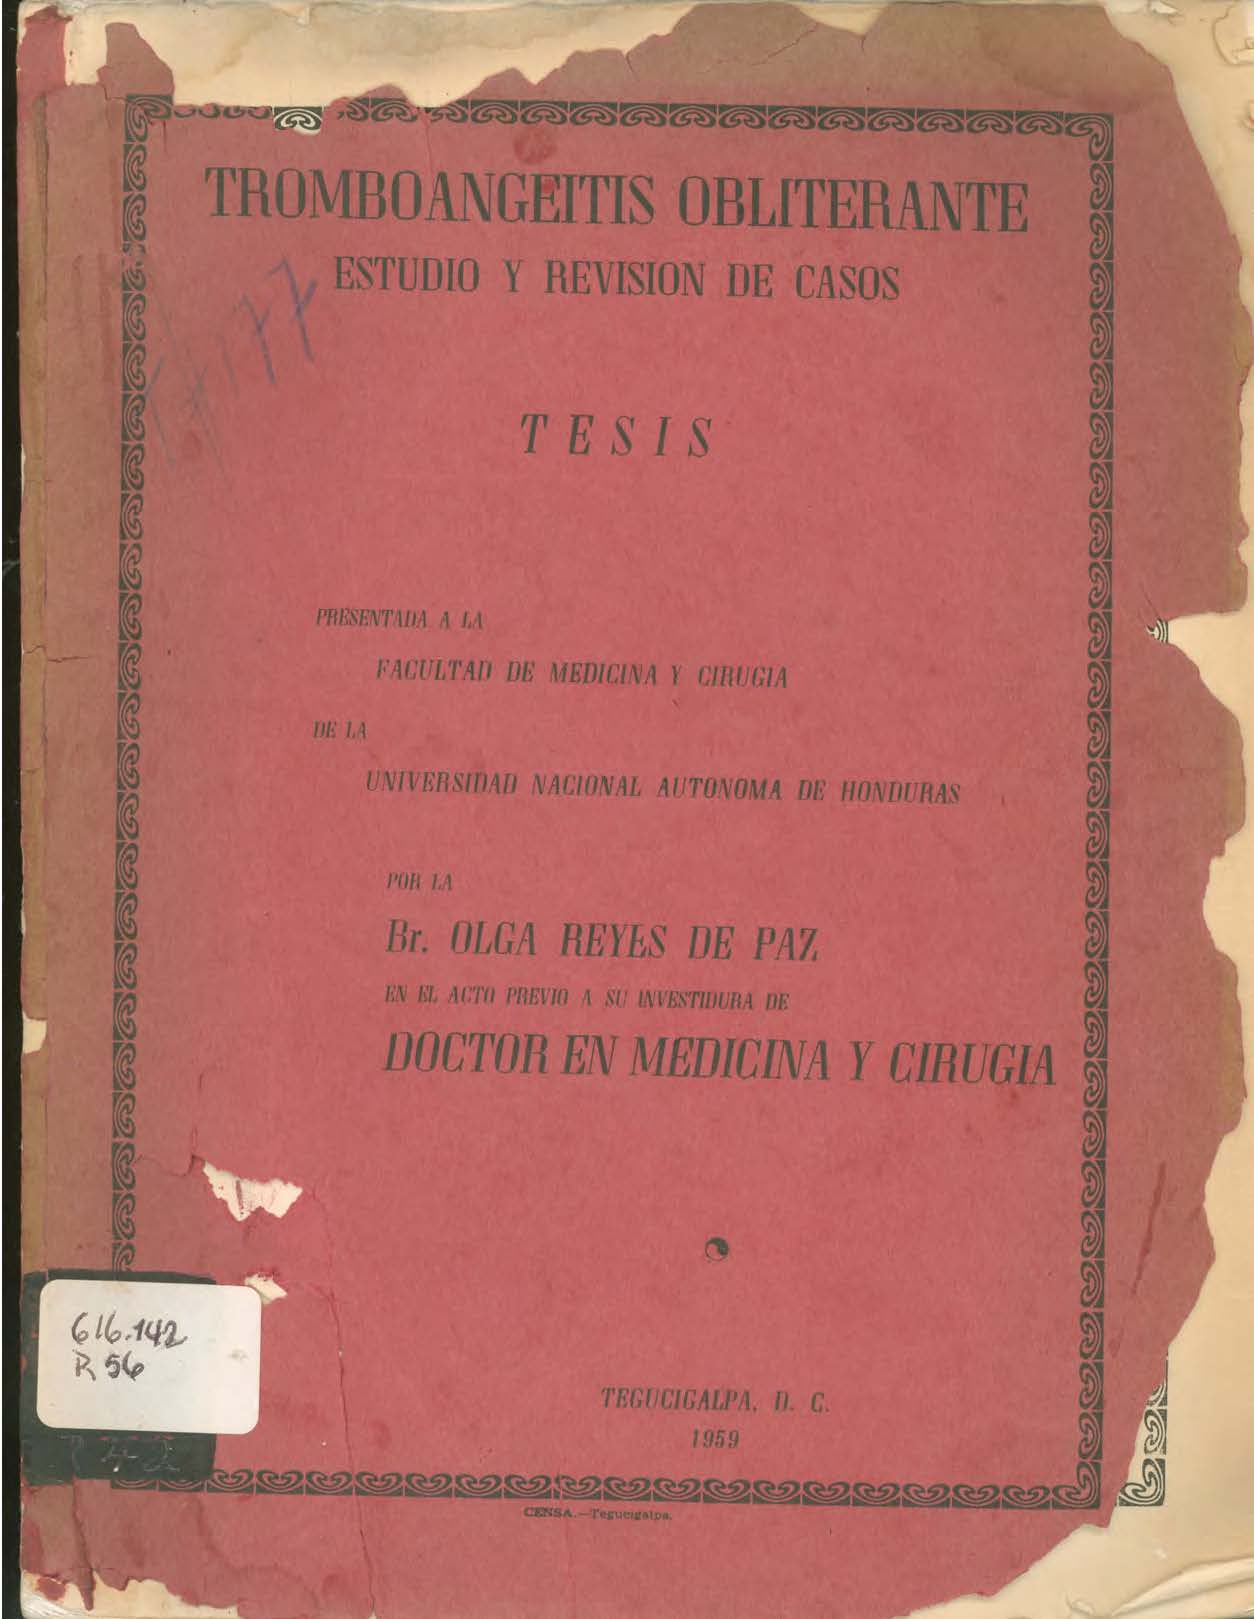 TROMBOANGEITIS OBLITERANTE
ESTUDIO Y REVISION DE CASOS
TESIS
PRESENTADA A LA
FACULTAD DE MEDICINA Y CIRUGIA
DE LA
UNIVERSIDAD NACIONAL AUTONOMA DE HONDURAS
POR LA
Br. OLGA REYES DE PAZ
EN EL ACTO PREVIO A SU INVESTIDURA DE
DOCTOR EN MEDICINA Y CIRUGIA
616.142
R56
TEGUCIGALPA, D. C.
1959
CENSA.—Tegucigalpa.